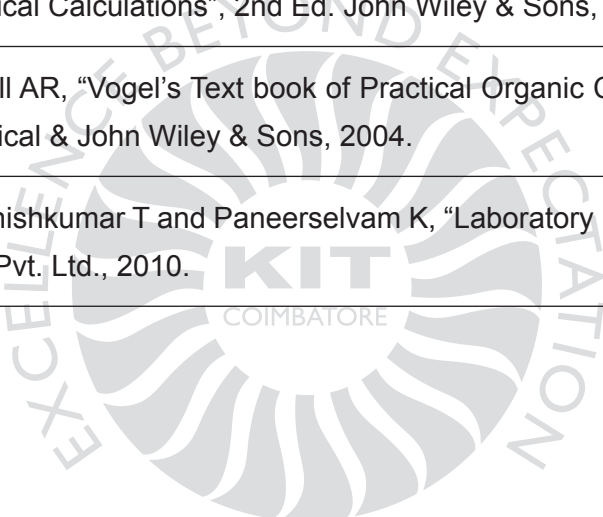 ical Calculations”, 2nd Ed. John Wiley & Sons,
ll AR, “Vogel’s Text book of Practical Organic
ical & John Wiley & Sons, 2004.
nishkumar T and Paneerselvam K, “Laboratory
Pvt. Ltd., 2010.
EXCELLENCE BEYOND EXPECTATION
KIT
COIMBATORE